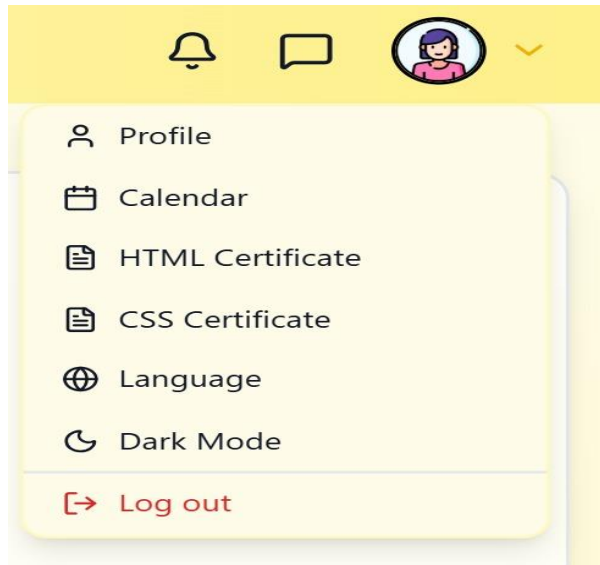 Profile
Calendar
HTML Certificate
CSS Certificate
Language
Dark Mode
Log out